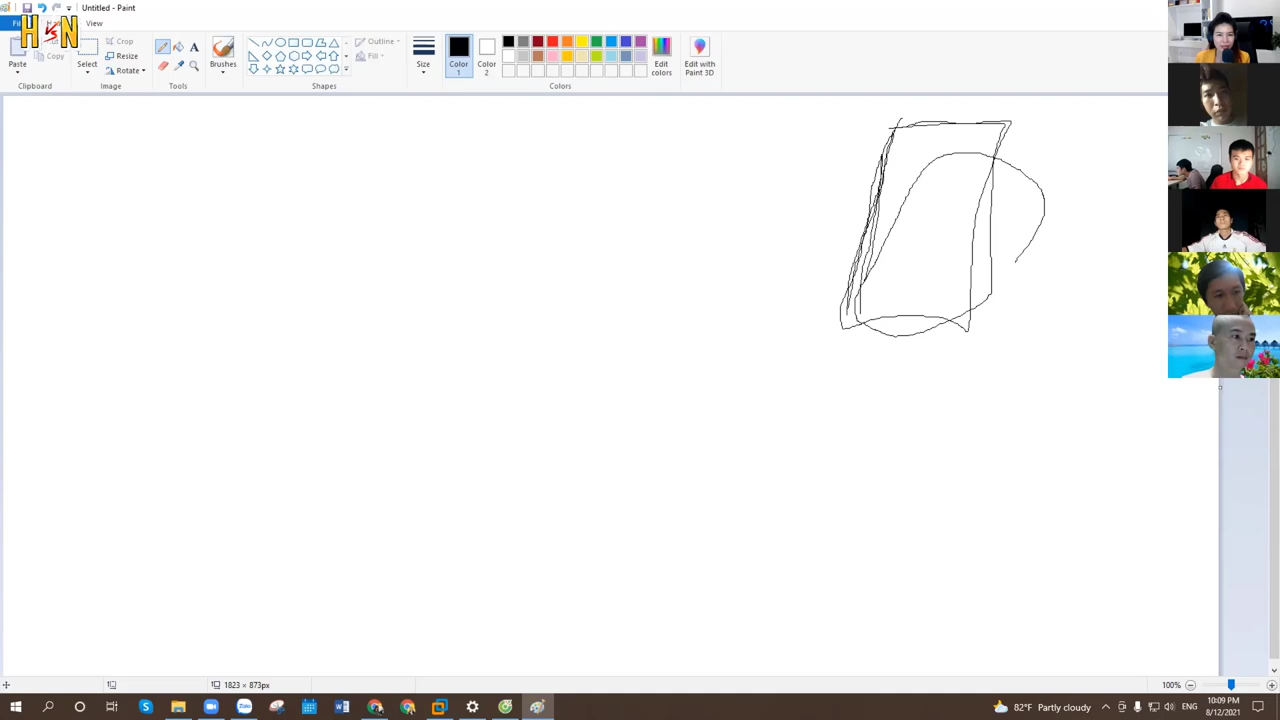 Untitled - Paint
HvsN
View
Paste
Copy
Clipboard
Select
Crop
Resize
Rotate
Image
A
Tools
Brushes
Outline
Fill
Shapes
Size
Color
1
Color
2
Edit
colors
Colors
Edit with
Paint 3D
1823 × 873px
100%
Zalo
82°F Partly cloudy
10:09 PM
8/12/2021